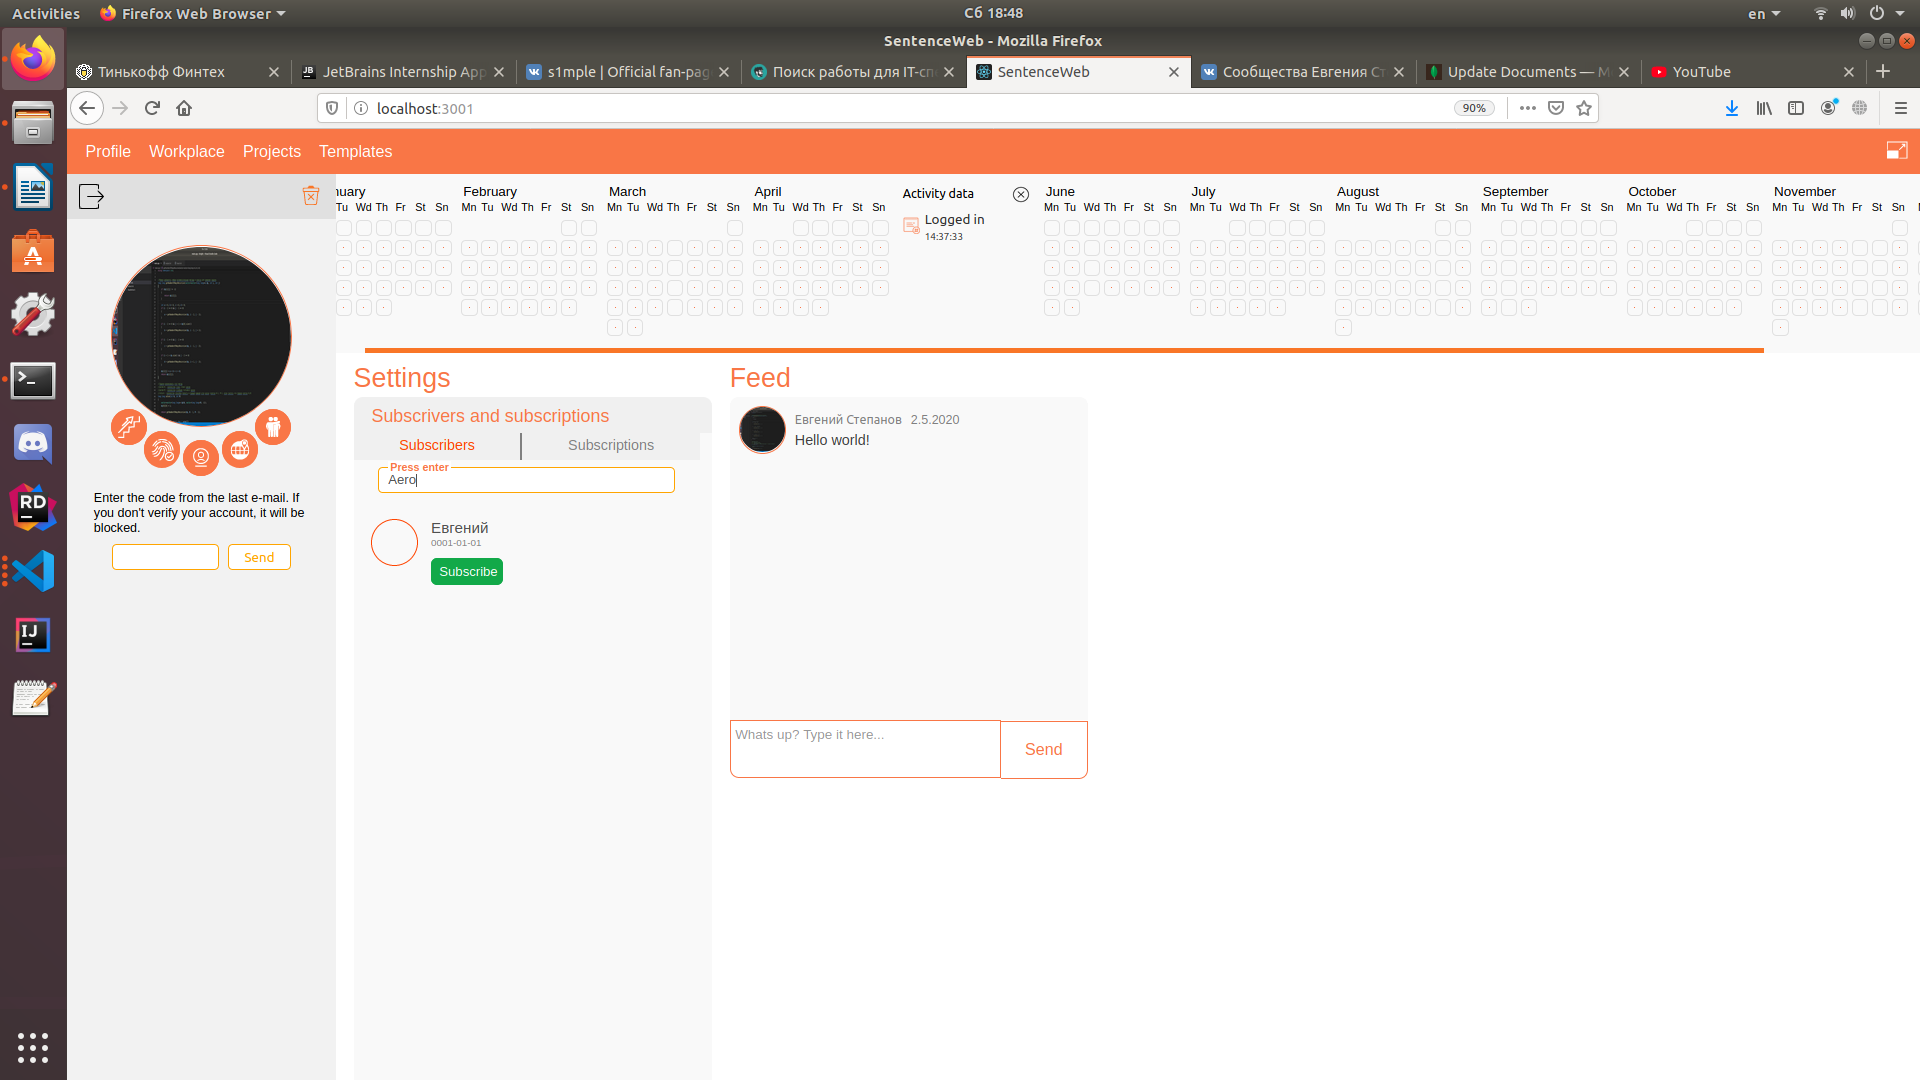 Activities
Firefox Web Browser
Сб 18:48
en
SentenceWeb - Mozilla Firefox
Тинькофф Финтех
JetBrains Internship App
s1mple | Official fan-pag
Поиск работы для IT-сп
SentenceWeb
Сообщества Евгения Ст
Update Documents — M
YouTube
localhost:3001
90%
Profile Workplace Projects Templates
nuary
Tu Wd Th Fr St Sn
February
Mn Tu Wd Th Fr St Sn
March
Mn Tu Wd Th Fr St Sn
April
Mn Tu Wd Th Fr St Sn
Activity data
Logged in
14:37:33
June
Mn Tu Wd Th Fr St Sn
July
Mn Tu Wd Th Fr St Sn
August
Mn Tu Wd Th Fr St Sn
September
Mn Tu Wd Th Fr St Sn
October
Mn Tu Wd Th Fr St Sn
November
Mn Tu Wd Th Fr St Sn
Enter the code from the last e-mail. If
you don't verify your account, it will be
blocked.
Send
Settings
Subscrivers and subscriptions
Subscribers
Subscriptions
Press enter
Aero
Евгений
0001-01-01
Subscribe
Feed
Евгений Степанов 2.5.2020
Hello world!
Whats up? Type it here...
Send
RD
IJ